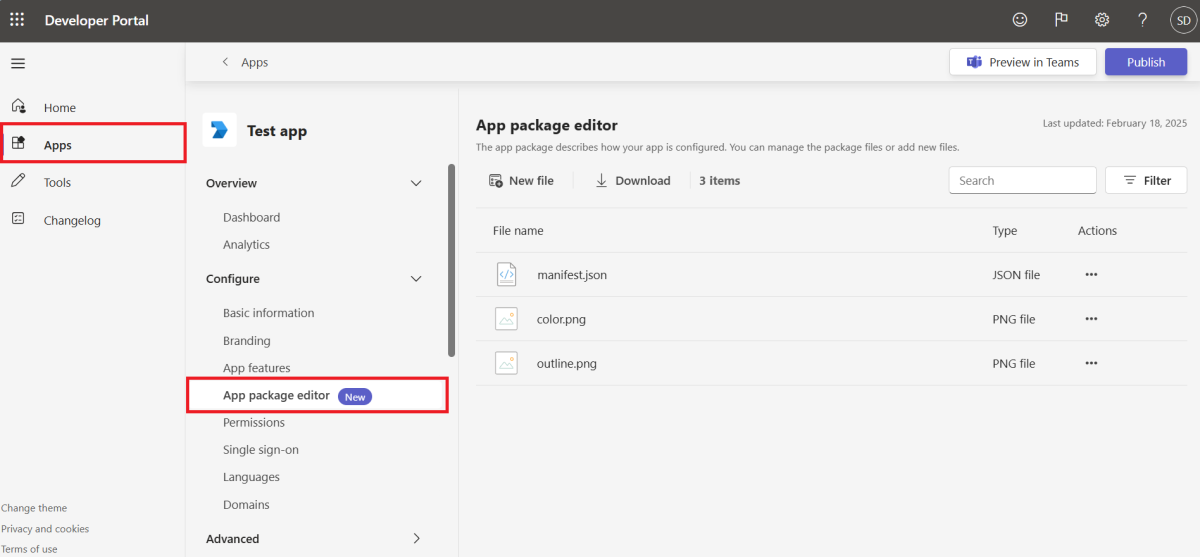 Developer Portal
?
SD
Apps
Preview in Teams
Publish
Home
Apps
Tools
Changelog
Change theme
Privacy and cookies
Terms of use
Test app
Overview
Dashboard
Analytics
Configure
Basic information
Branding
App features
App package editor New
Permissions
Single sign-on
Languages
Domains
Advanced
App package editor
Last updated: February 18, 2025
The app package describes how your app is configured. You can manage the package files or add new files.
New file Download 3 items Search Filter
File name Type Actions
manifest.json JSON file
color.png PNG file
outline.png PNG file